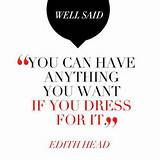 WELL SAID
“YOU CAN HAVE
ANYTHING
YOU WANT
IF YOU DRESS
FOR IT.”
EDITH HEAD